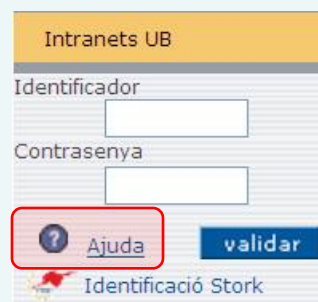 Intranets UB
Identificador
Contrasenya
? Ajuda validar
Identificació Stork